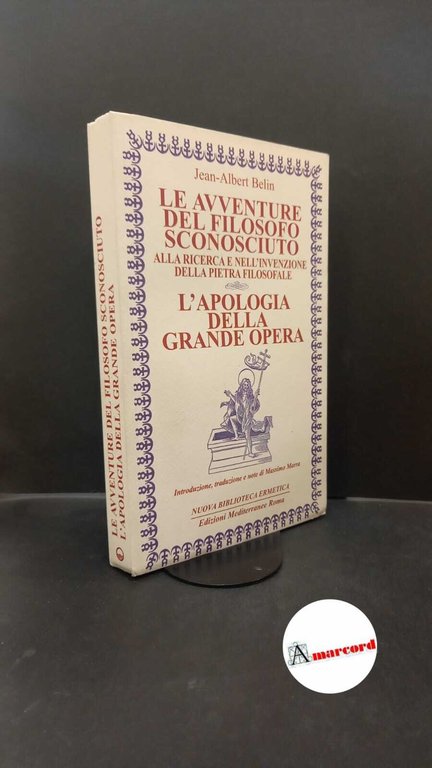 Jean-Albert Belin
LE AVVENTURE
DEL FILOSOFO
SCONOSCIUTO
ALLA RICERCA E NELL'INVENZIONE
DELLA PIETRA FILOSOFALE
L'APOLOGIA
DELLA
GRANDE OPERA
Introduzione, traduzione e note di Massimo Marra
NUOVA BIBLIOTECA ERMETICA
Edizioni Mediterranee Roma
LE AVVENTURE DEL FILOSOFO SCONOSCIUTO
L'APOLOGIA DELLA GRANDE OPERA
Amarcord